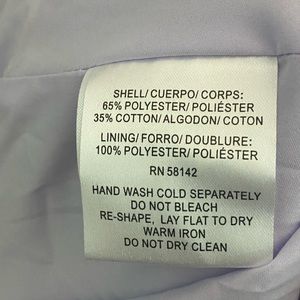 SHELL/ CUERPO/ CORPS:
65% POLYESTER/ POLIÉSTER
35% COTTON/ ALGODON/ COTON
LINING/ FORRO/ DOUBLURE:
100% POLYESTER/ POLIÉSTER
RN 58142
HAND WASH COLD SEPARATELY
DO NOT BLEACH
RE-SHAPE, LAY FLAT TO DRY
WARM IRON
DO NOT DRY CLEAN